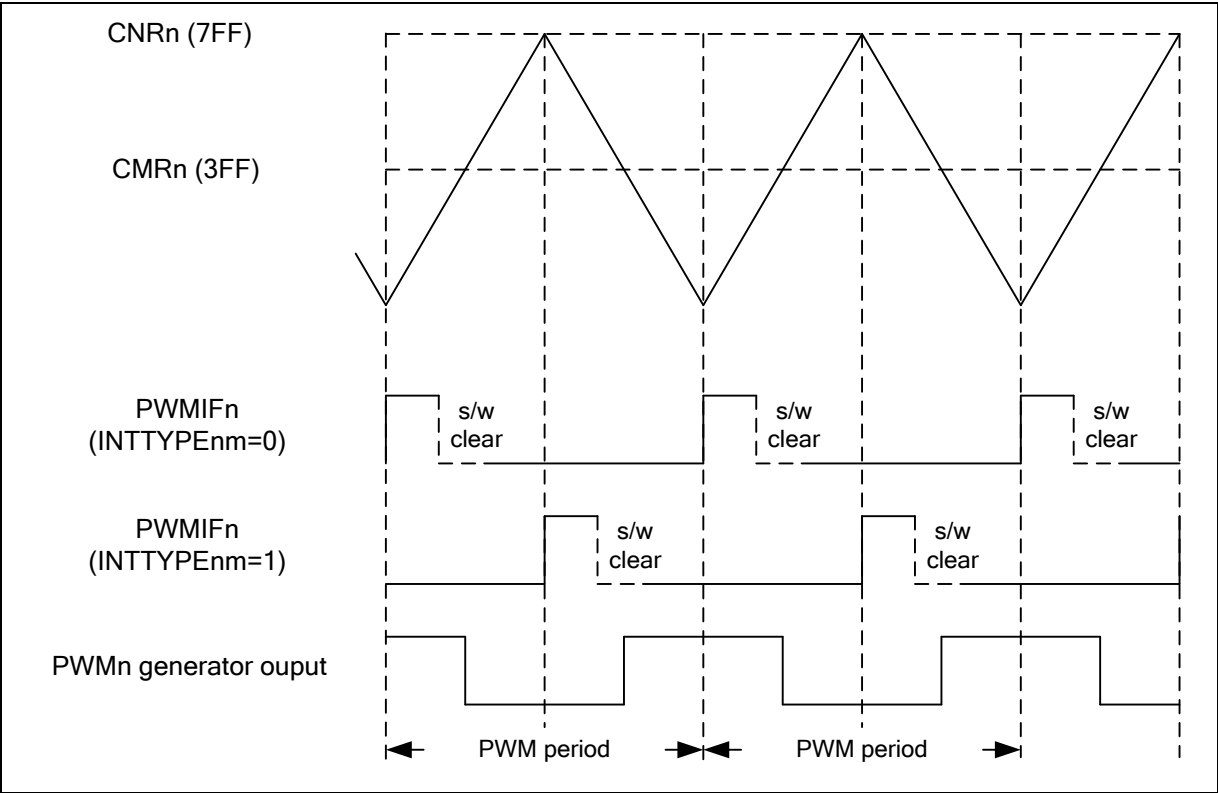 CNRn (7FF)
CMRn (3FF)
PWMIFn
(INTTYPEnm=0)
s/w
clear
s/w
clear
s/w
clear
PWMIFn
(INTTYPEnm=1)
s/w
clear
s/w
clear
PWMn generator ouput
PWM period
PWM period